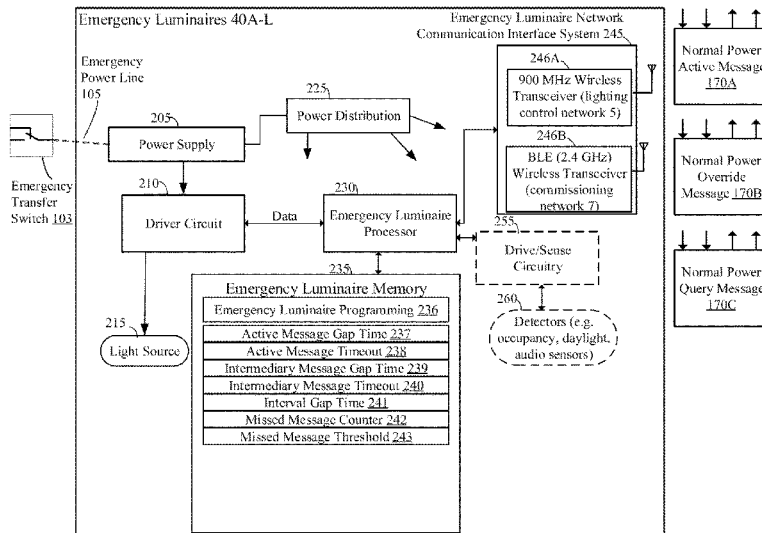 Emergency Luminaires 40A-L
Emergency
Power Line
105
Emergency
Transfer
Switch 103
205
Power Supply
225
Power Distribution
210
Driver Circuit
Data
230
Emergency Luminaire
Processor
215
Light Source
235
Emergency Luminaire Memory
Emergency Luminaire Programming 236
Active Message Gap Time 237
Active Message Timeout 238
Intermediary Message Gap Time 239
Intermediary Message Timeout 240
Interval Gap Time 241
Missed Message Counter 242
Missed Message Threshold 243
Emergency Luminaire Network
Communication Interface System 245
246A
900 MHz Wireless
Transceiver (lighting
control network 5)
246B
BLE (2.4 GHz)
Wireless Transceiver
(commissioning
network 7)
255
Drive/Sense
Circuitry
260
Detectors (e.g.
occupancy, daylight,
audio sensors)
Normal Power
Active Message
170A
Normal Power
Override
Message 170B
Normal Power
Query Message
170C